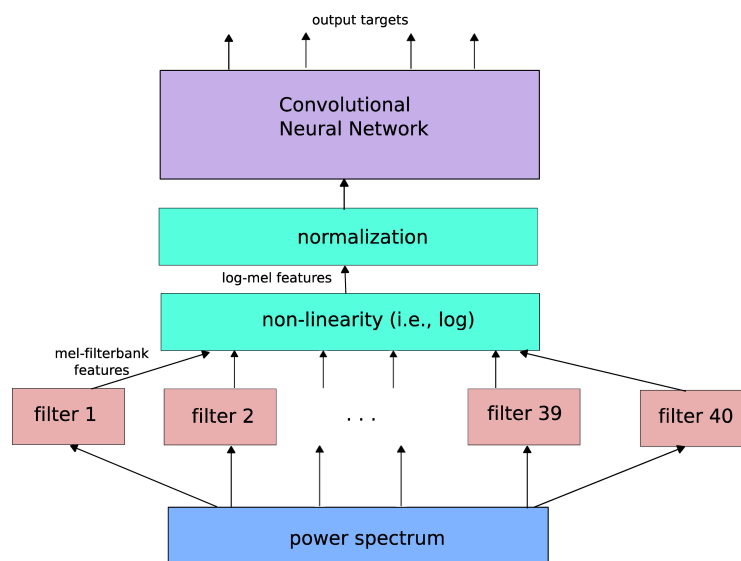 output targets
Convolutional
Neural Network
normalization
log-mel features
non-linearity (i.e., log)
mel-filterbank
features
filter 1
filter 2
. . .
filter 39
filter 40
power spectrum